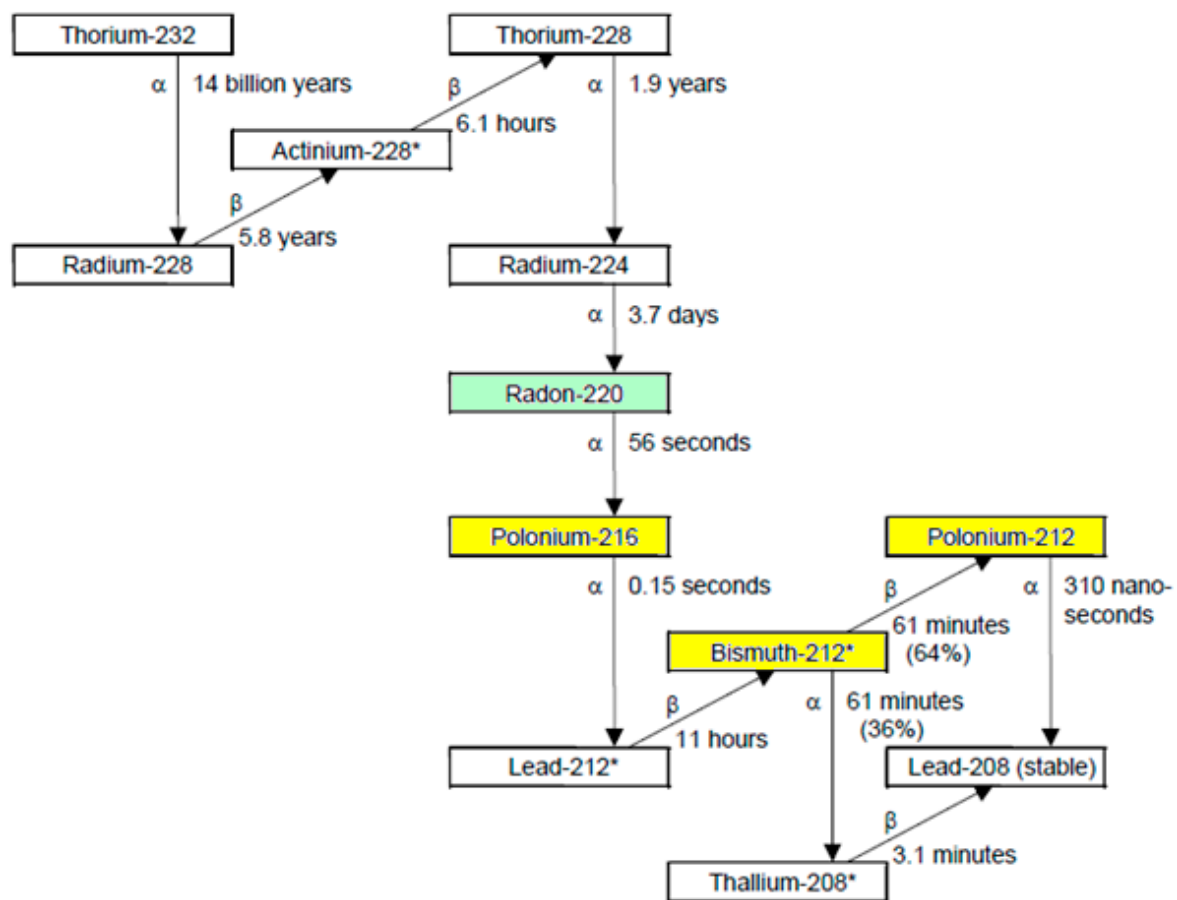 Thorium-232
Thorium-228
α
14 billion years
β
6.1 hours
α
1.9 years
Actinium-228*
β
5.8 years
Radium-228
Radium-224
α
3.7 days
Radon-220
α
56 seconds
Polonium-216
Polonium-212
α
0.15 seconds
β
61 minutes
(64%)
α
310 nano-
seconds
Bismuth-212*
β
11 hours
α
61 minutes
(36%)
Lead-212*
Lead-208 (stable)
β
3.1 minutes
Thallium-208*